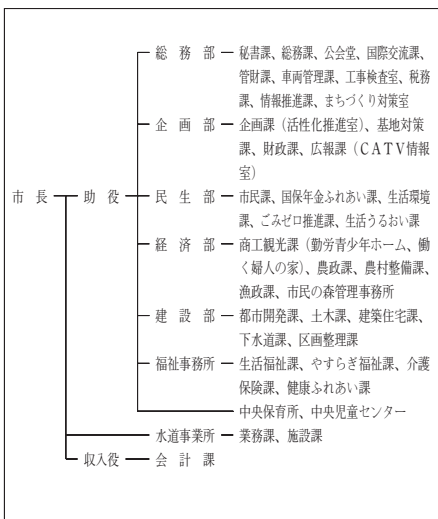 総務部 秘書課、総務課、公会堂、国際交流課、
管財課、車両管理課、工事検査室、税務
課、情報推進課、まちづくり対策室
企画部 企画課（活性化推進室）、基地対策
課、財政課、広報課（ＣＡＴＶ情報
室）
市長 助役 民生部 市民課、国保年金ふれあい課、生活環境
課、ごみゼロ推進課、生活うるおい課
経済部 商工観光課（勤労青少年ホーム、働
く婦人の家）、農政課、農村整備課、
漁政課、市民の森管理事務所
建設部 都市開発課、土木課、建築住宅課、
下水道課、区画整理課
福祉事務所 生活福祉課、やすらぎ福祉課、介護
保険課、健康ふれあい課
中央保育所、中央児童センター
水道事業所 業務課、施設課
収入役 会計課